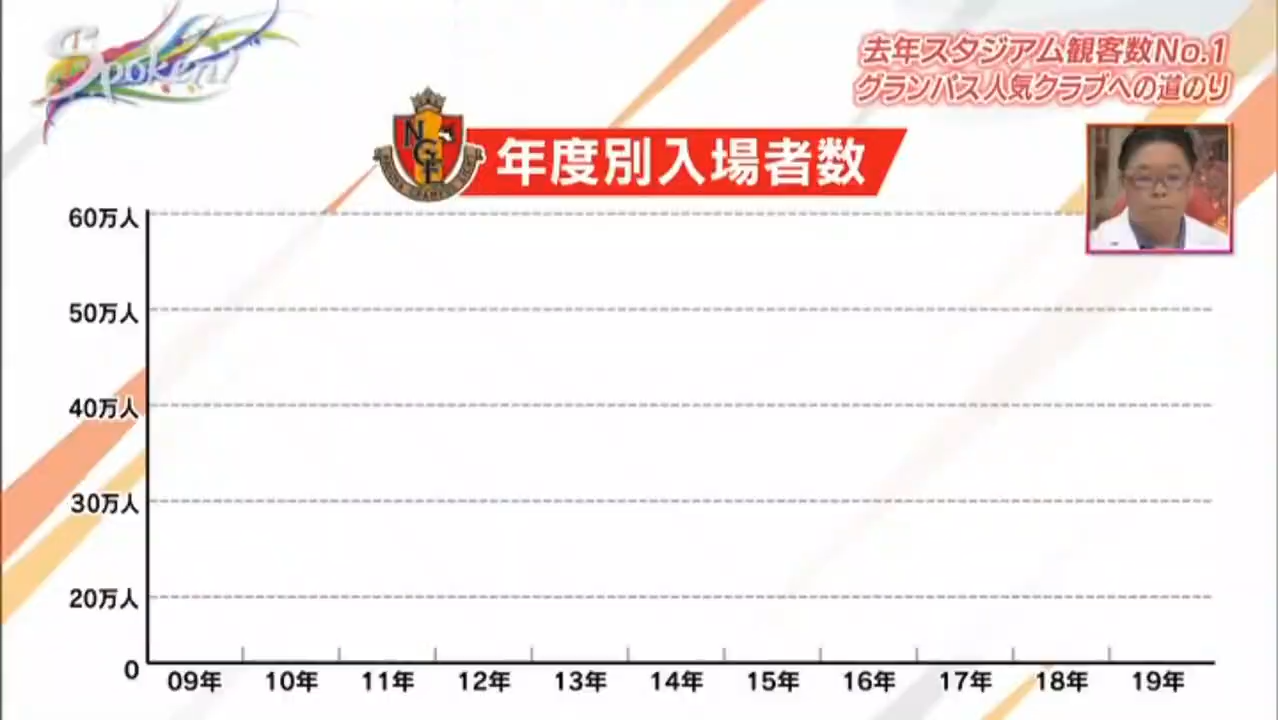 Spoken!
去年スタジアム観客数No.1
グランパス人気クラブへの道のり
NGE
年度別入場者数
60万人
50万人
40万人
30万人
20万人
0
09年 10年 11年 12年 13年 14年 15年 16年 17年 18年 19年